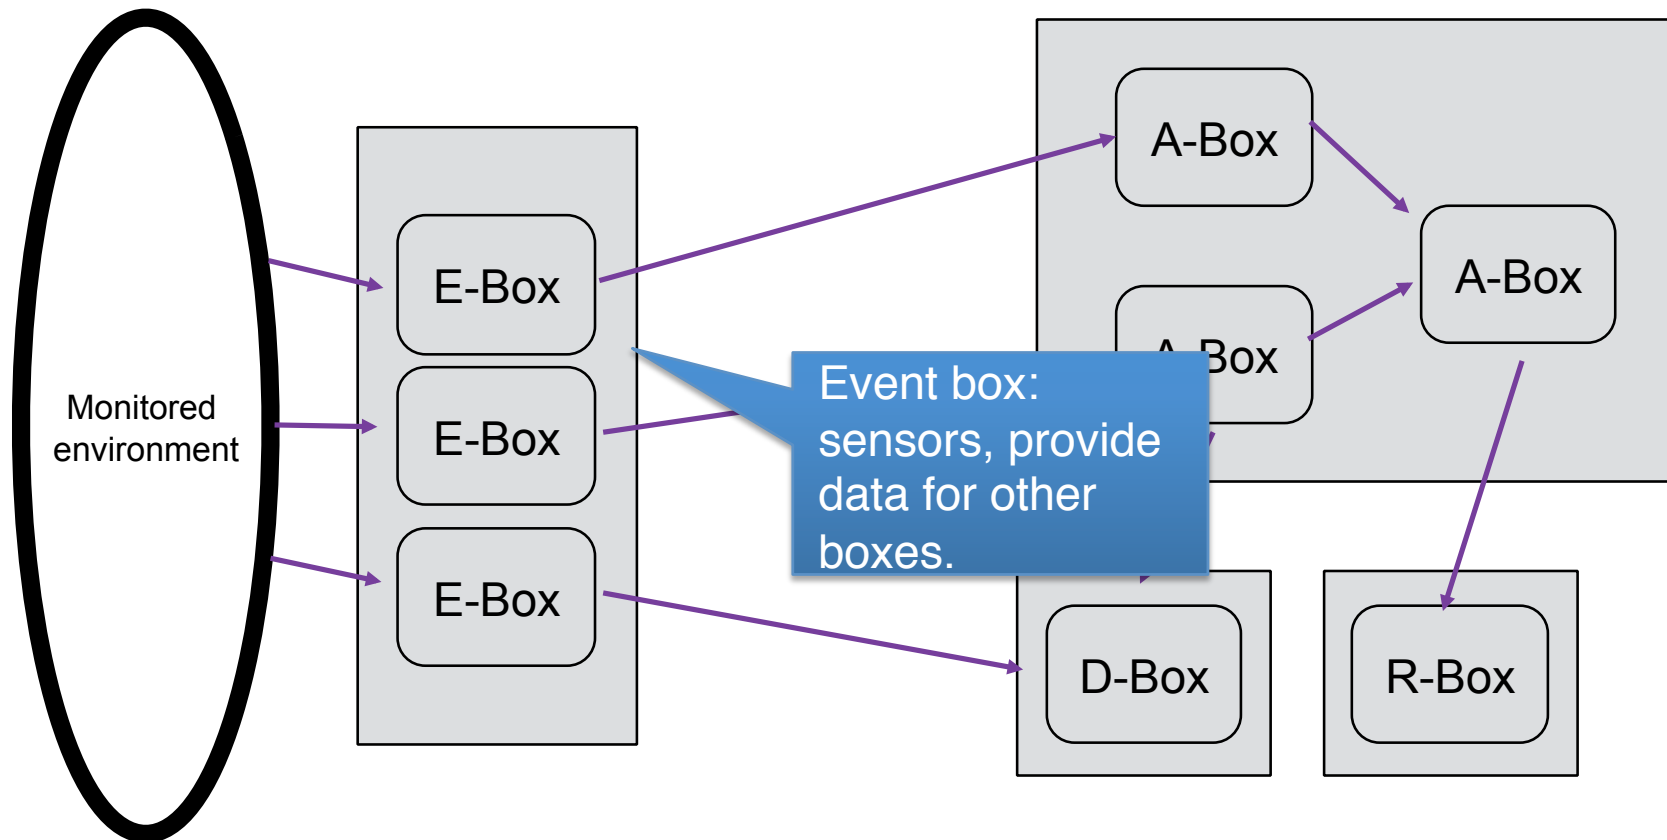 Monitored
environment
E-Box
E-Box
E-Box
A-Box
A-Box
A-Box
Event box:
sensors, provide
data for other
boxes.
D-Box
R-Box